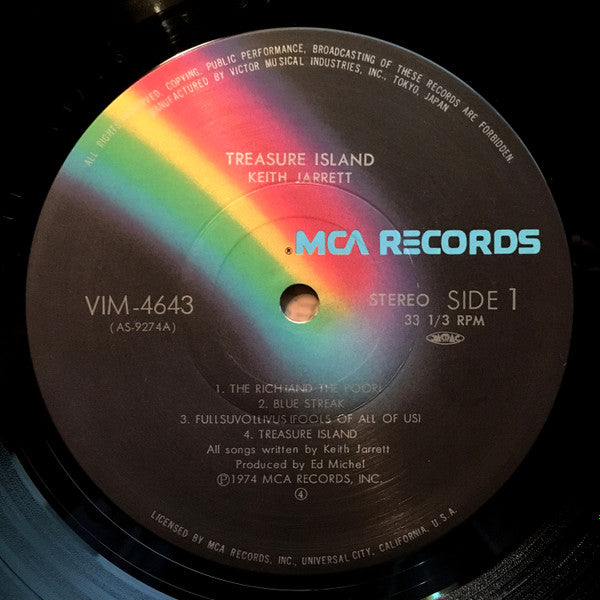 ALL RIGHTS RESERVED. COPYING, PUBLIC PERFORMANCE, BROADCASTING OF THESE RECORDS ARE FORBIDDEN.
MANUFACTURED BY VICTOR MUSICAL INDUSTRIES, INC., TOKYO, JAPAN
TREASURE ISLAND
KEITH JARRETT
® MCA RECORDS
VIM-4643
(AS-9274A)
STEREO SIDE 1
33 1/3 RPM
1. THE RICH (AND THE POOR)
2. BLUE STREAK
3. FULLSUVOLLIVUS (FOOLS OF ALL OF US)
4. TREASURE ISLAND
All songs written by Keith Jarrett
Produced by Ed Michel
Ⓟ1974 MCA RECORDS, INC.
④
LICENSED BY MCA RECORDS, INC., UNIVERSAL CITY, CALIFORNIA, U.S.A.